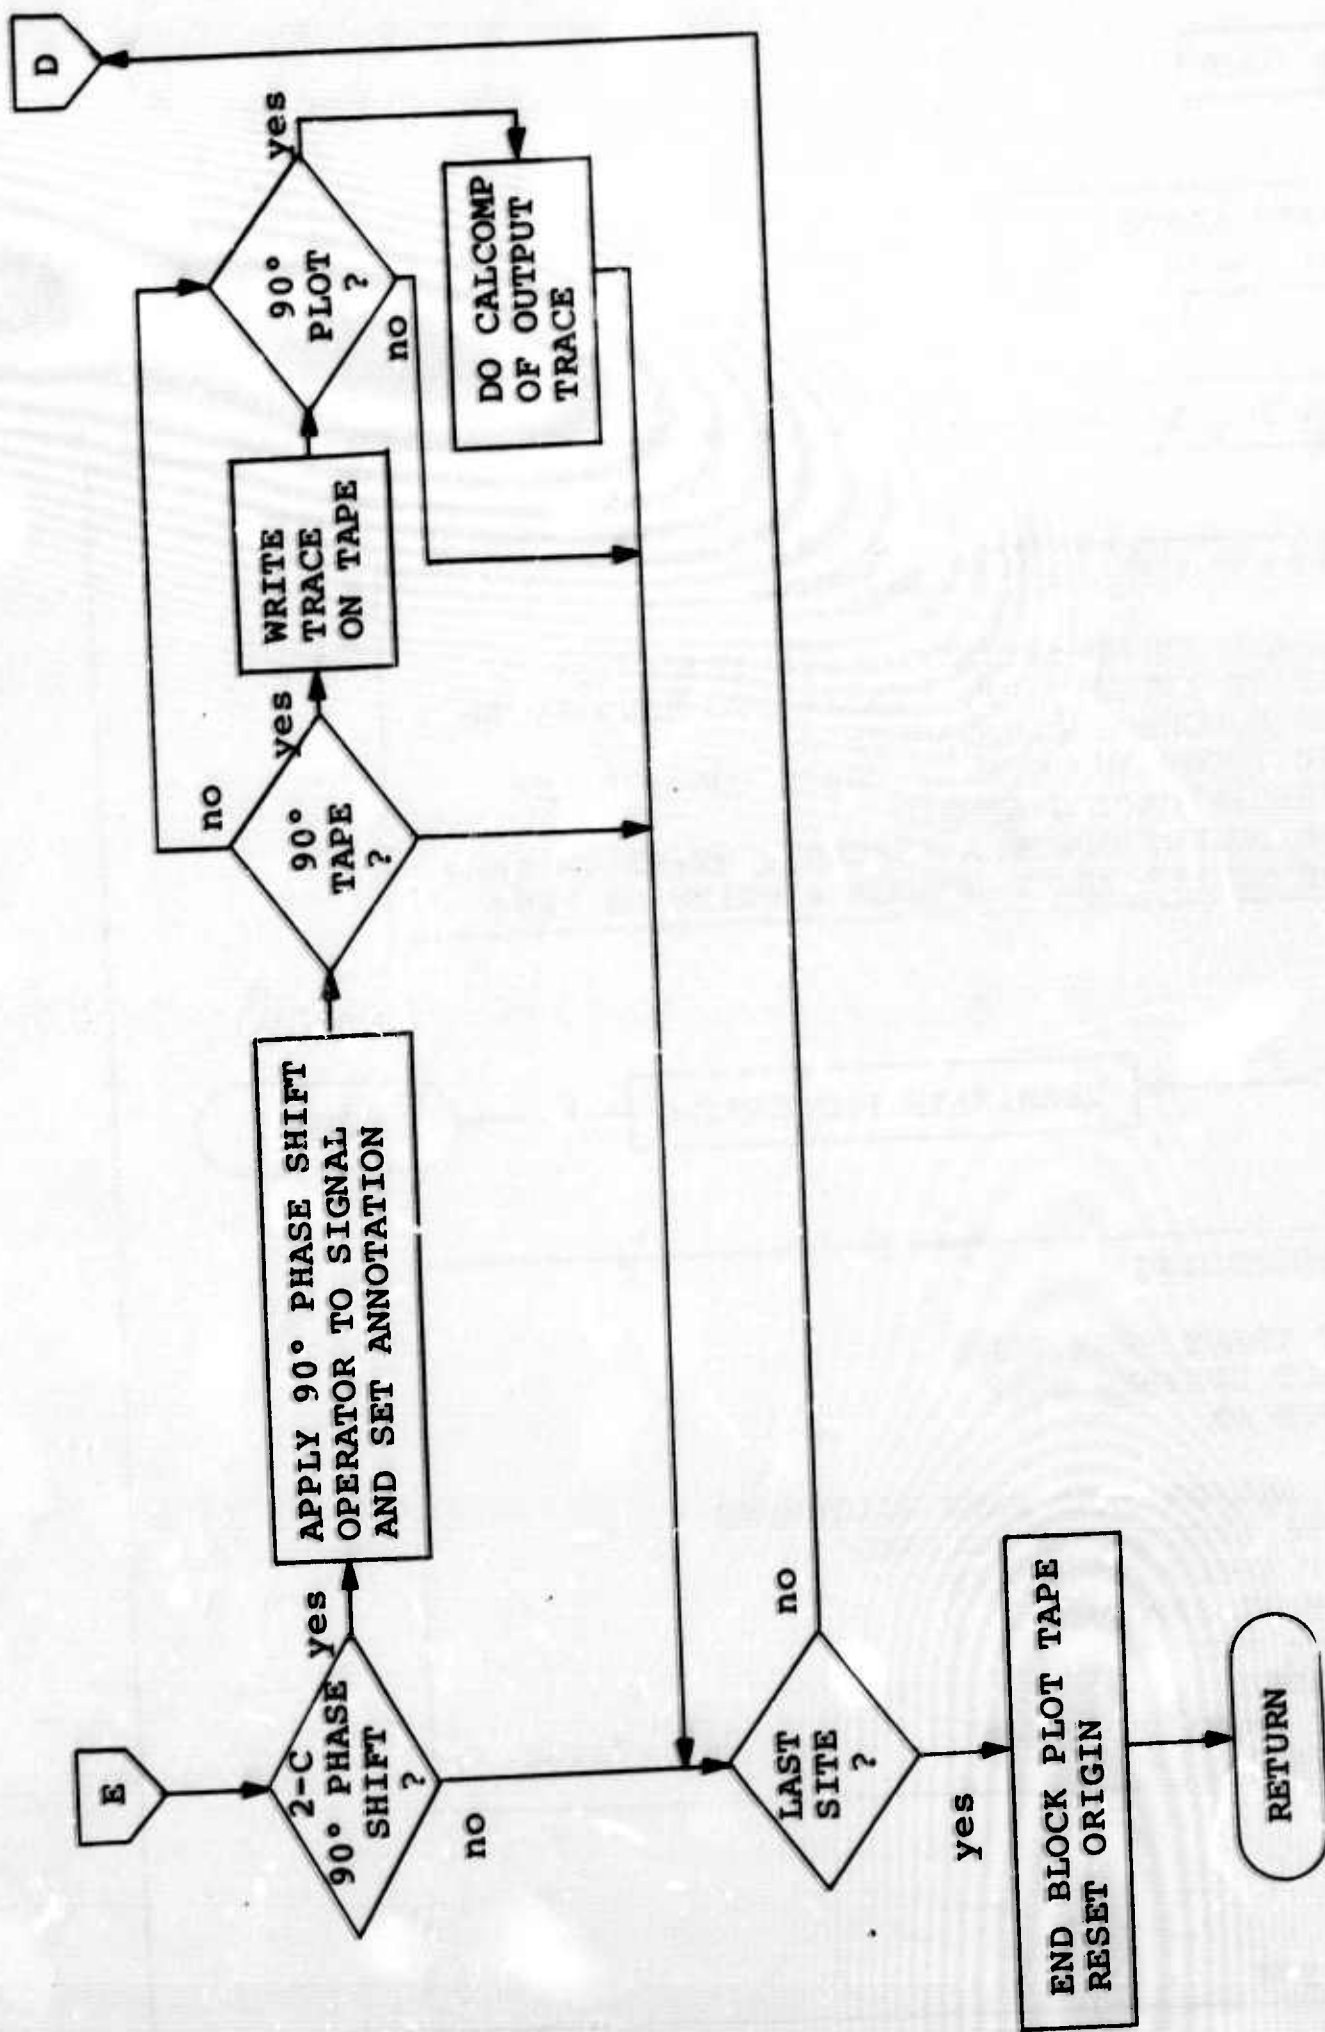 E
2-C
90° PHASE
SHIFT
?
yes
no
APPLY 90° PHASE SHIFT
OPERATOR TO SIGNAL
AND SET ANNOTATION
90°
TAPE
?
no
yes
WRITE
TRACE
ON TAPE
90°
PLOT
?
yes
no
DO CALCOMP
OF OUTPUT
TRACE
D
LAST
SITE
?
no
yes
END BLOCK PLOT TAPE
RESET ORIGIN
RETURN